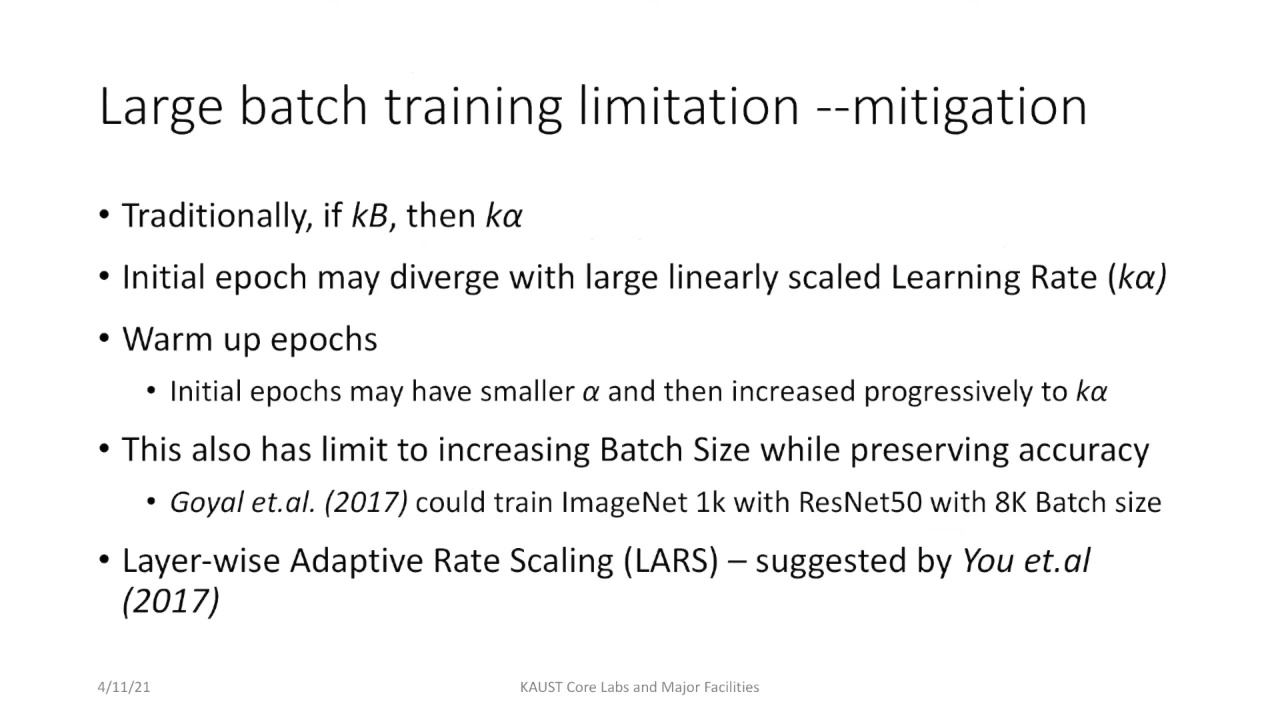 Large batch training limitation --mitigation
• Traditionally, if kB, then kα
• Initial epoch may diverge with large linearly scaled Learning Rate (kα)
• Warm up epochs
• Initial epochs may have smaller α and then increased progressively to kα
• This also has limit to increasing Batch Size while preserving accuracy
• Goyal et.al. (2017) could train ImageNet 1k with ResNet50 with 8K Batch size
• Layer-wise Adaptive Rate Scaling (LARS) – suggested by You et.al
(2017)
4/11/21
KAUST Core Labs and Major Facilities